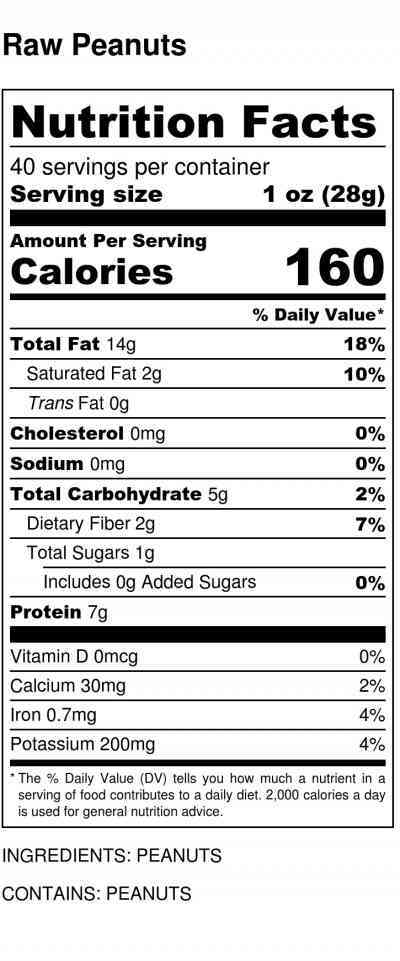 Raw Peanuts
Nutrition Facts
40 servings per container
Serving size 1 oz (28g)
Amount Per Serving
Calories 160
% Daily Value*
Total Fat 14g 18%
Saturated Fat 2g 10%
Trans Fat 0g
Cholesterol 0mg 0%
Sodium 0mg 0%
Total Carbohydrate 5g 2%
Dietary Fiber 2g 7%
Total Sugars 1g
Includes 0g Added Sugars 0%
Protein 7g
Vitamin D 0mcg 0%
Calcium 30mg 2%
Iron 0.7mg 4%
Potassium 200mg 4%
* The % Daily Value (DV) tells you how much a nutrient in a
serving of food contributes to a daily diet. 2,000 calories a day
is used for general nutrition advice.
INGREDIENTS: PEANUTS
CONTAINS: PEANUTS